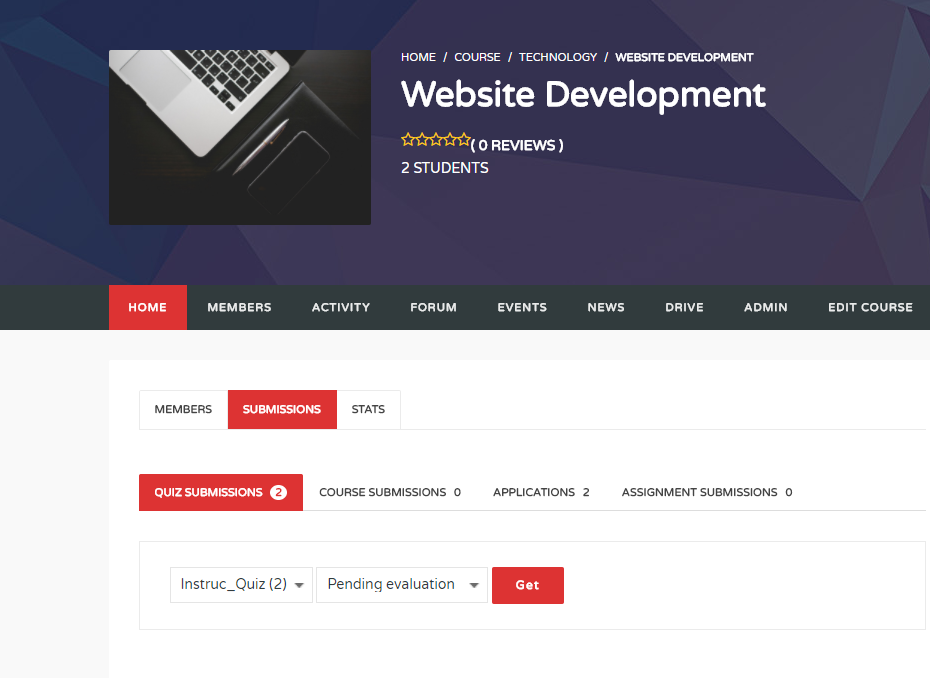 HOME / COURSE / TECHNOLOGY / WEBSITE DEVELOPMENT
Website Development
( 0 REVIEWS )
2 STUDENTS
HOME MEMBERS ACTIVITY FORUM EVENTS NEWS DRIVE ADMIN EDIT COURSE
MEMBERS SUBMISSIONS STATS
QUIZ SUBMISSIONS 2 COURSE SUBMISSIONS 0 APPLICATIONS 2 ASSIGNMENT SUBMISSIONS 0
Instruc_Quiz (2) Pending evaluation Get